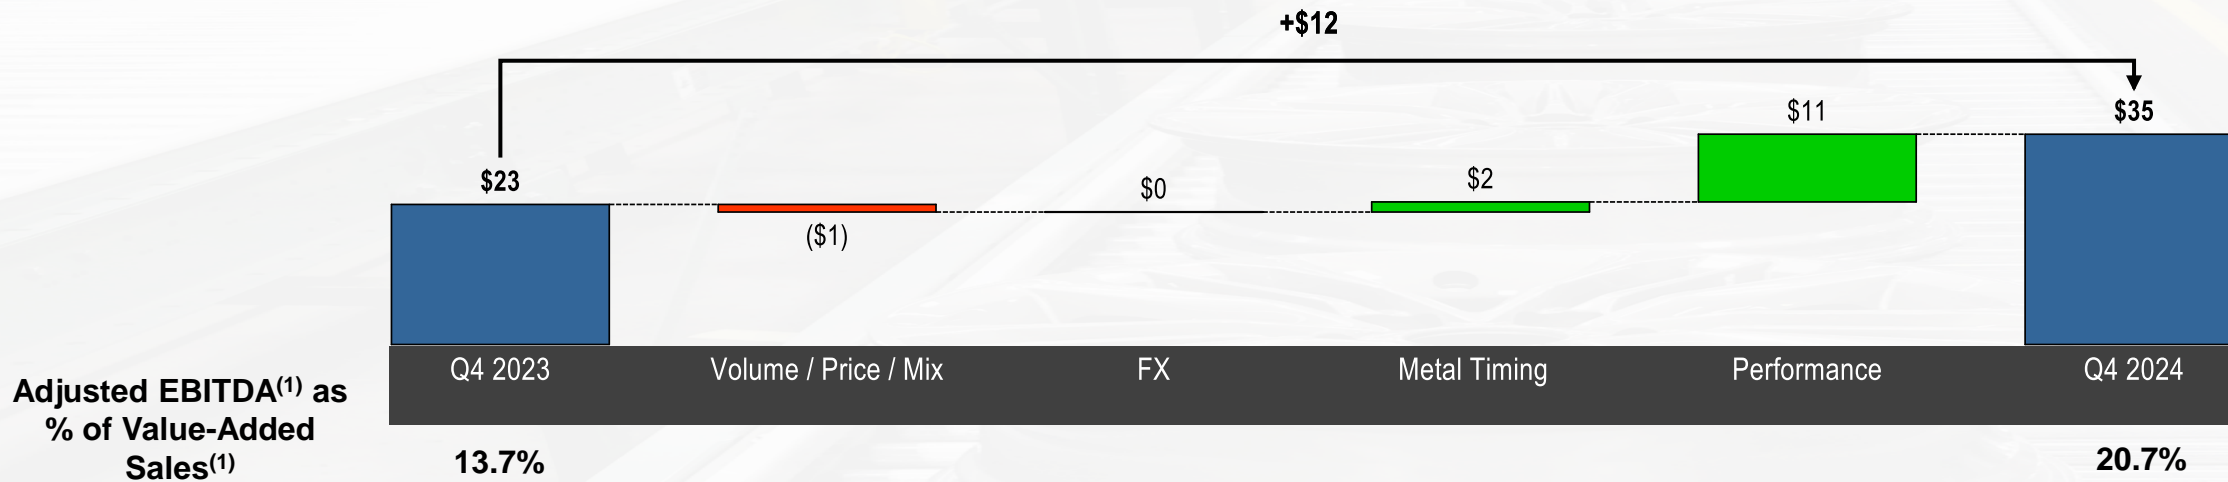 +$12
$23
($1)
$0
$2
$11
$35
Q4 2023
Volume / Price / Mix
FX
Metal Timing
Performance
Q4 2024
Adjusted EBITDA(1) as
% of Value-Added
Sales(1)
13.7%
20.7%